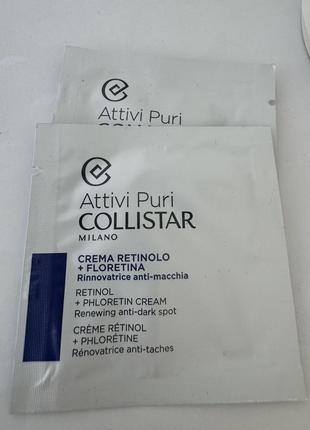 Attivi Puri
Attivi Puri
COLLISTAR
MILANO
CREMA RETINOLO
+ FLORETINA
Rinnovatrice anti-macchia
RETINOL
+ PHLORETIN CREAM
Renewing anti-dark spot
CRÈME RÉTINOL
+ PHLORÉTINE
Rénovatrice anti-taches